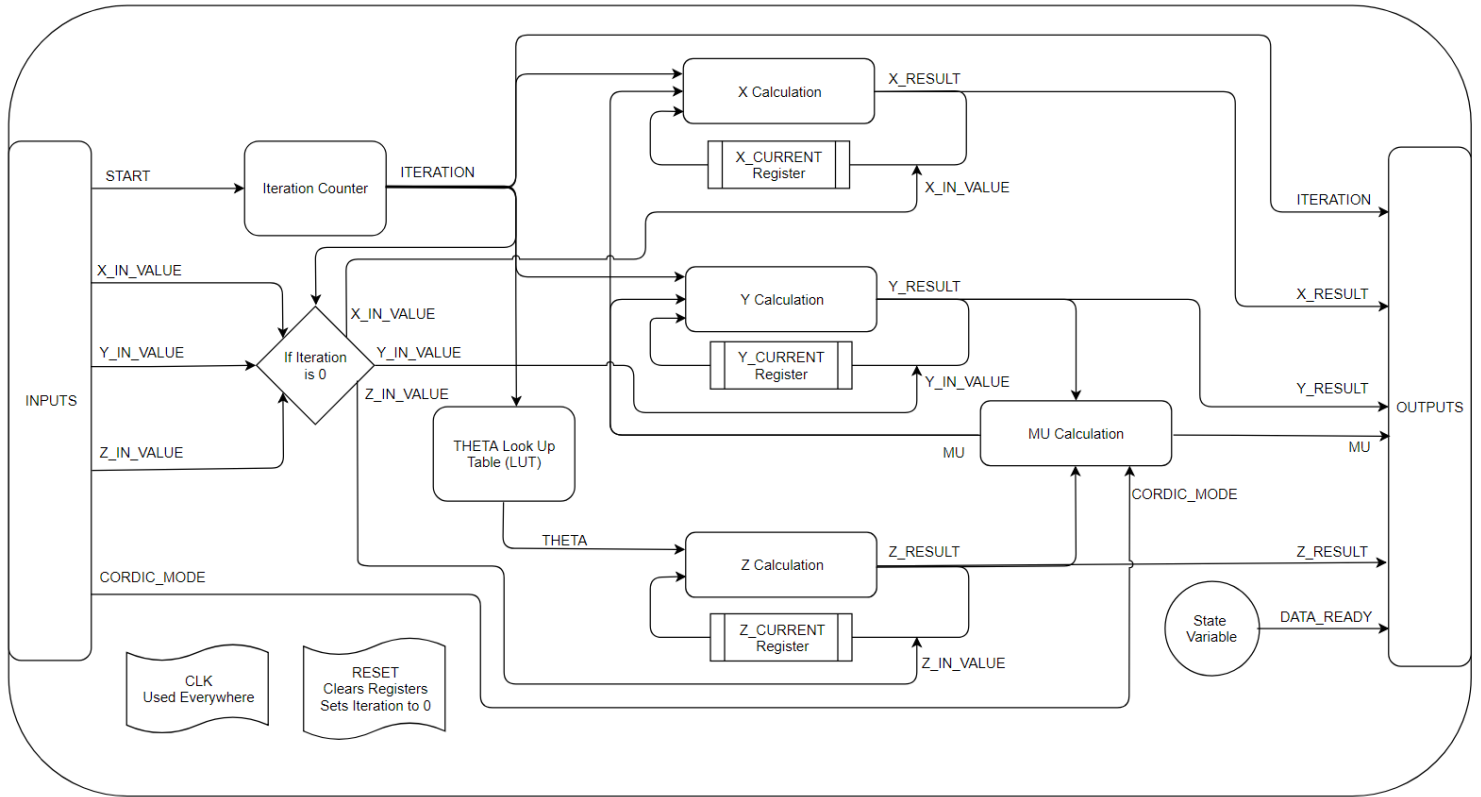 X_RESULT
X Calculation
X_CURRENT
Register
START
ITERATION
Iteration Counter
X_IN_VALUE
ITERATION
X_IN_VALUE
Y_RESULT
X_RESULT
Y Calculation
X_IN_VALUE
Y_IN_VALUE
Y_IN_VALUE
If Iteration
is 0
Y_CURRENT
Register
Y_IN_VALUE
Z_IN_VALUE
Y_RESULT
INPUTS
OUTPUTS
MU Calculation
THETA Look Up
Table (LUT)
MU
MU
Z_IN_VALUE
CORDIC_MODE
THETA
Z_RESULT
Z_RESULT
Z Calculation
CORDIC_MODE
Z_CURRENT
Register
State
Variable
DATA_READY
Z_IN_VALUE
CLK
Used Everywhere
RESET
Clears Registers
Sets Iteration to 0